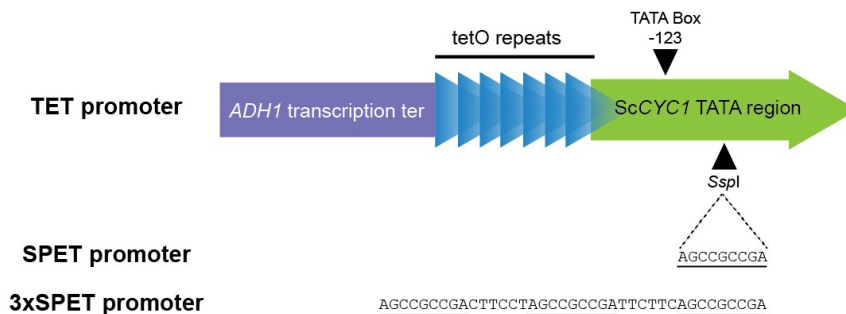 TATA Box
-123
tetO repeats
TET promoter
ADH1 transcription ter
ScCYC1 TATA region
SspI
SPET promoter
AGCCGCCGA
3xSPET promoter
AGCCGCCGACTTCCTAGCCGCCGATTCTTCAGCCGCCGA